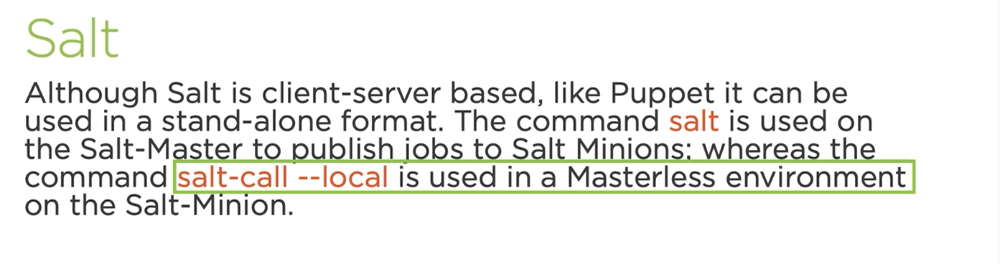 Salt
Although Salt is client-server based, like Puppet it can be
used in a stand-alone format. The command salt is used on
the Salt-Master to publish jobs to Salt Minions; whereas the
command salt-call --local is used in a Masterless environment
on the Salt-Minion.